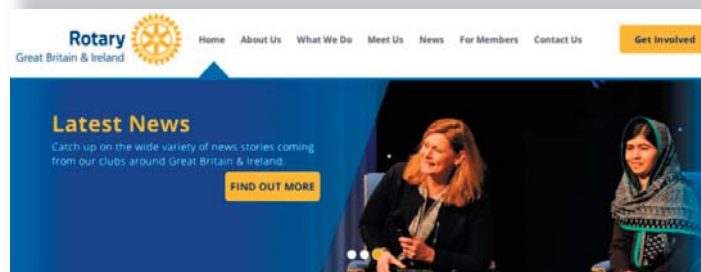 Rotary
Great Britain & Ireland
Home About Us What We Do Meet Us News For Members Contact Us Get Involved
Latest News
Catch up on the wide variety of news stories coming
from our clubs around Great Britain & Ireland.
FIND OUT MORE